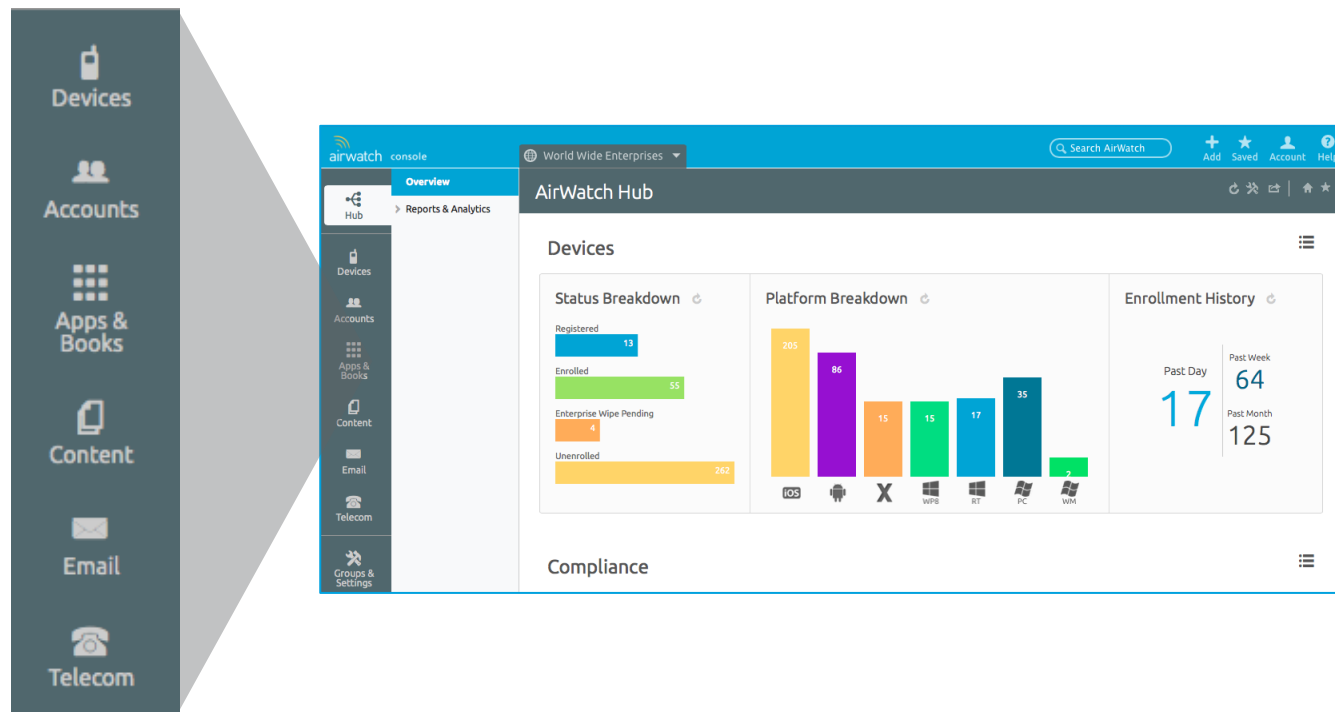 Devices
Accounts
Apps &
Books
Content
Email
Telecom
airwatch console
World Wide Enterprises
Search AirWatch
Add Saved Account Help
Hub
Devices
Accounts
Apps &
Books
Content
Email
Telecom
Groups &
Settings
Overview
> Reports & Analytics
AirWatch Hub
Devices
Status Breakdown
Registered
13
Enrolled
55
Enterprise Wipe Pending
4
Unenrolled
262
Platform Breakdown
205
86
15
15
17
35
2
iOS
X
WP8
RT
PC
WM
Enrollment History
Past Day
17
Past Week
64
Past Month
125
Compliance